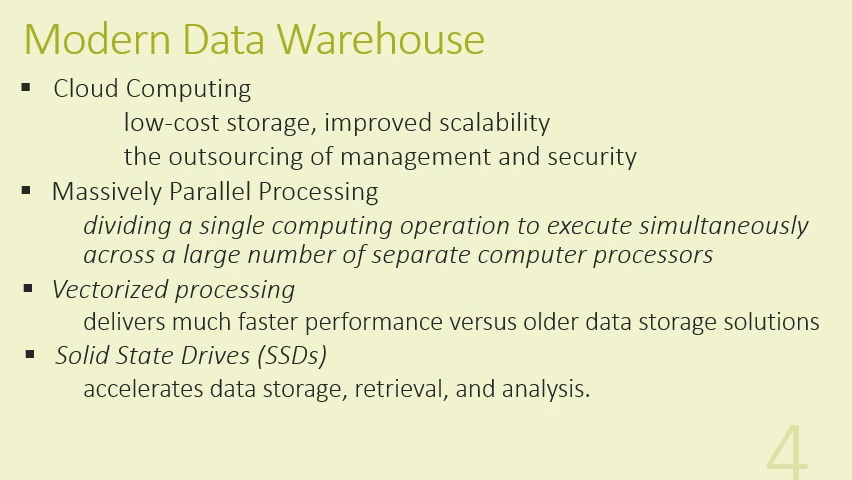 Modern Data Warehouse
▪ Cloud Computing
low-cost storage, improved scalability
the outsourcing of management and security
▪ Massively Parallel Processing
dividing a single computing operation to execute simultaneously
across a large number of separate computer processors
▪ Vectorized processing
delivers much faster performance versus older data storage solutions
▪ Solid State Drives (SSDs)
accelerates data storage, retrieval, and analysis.
4